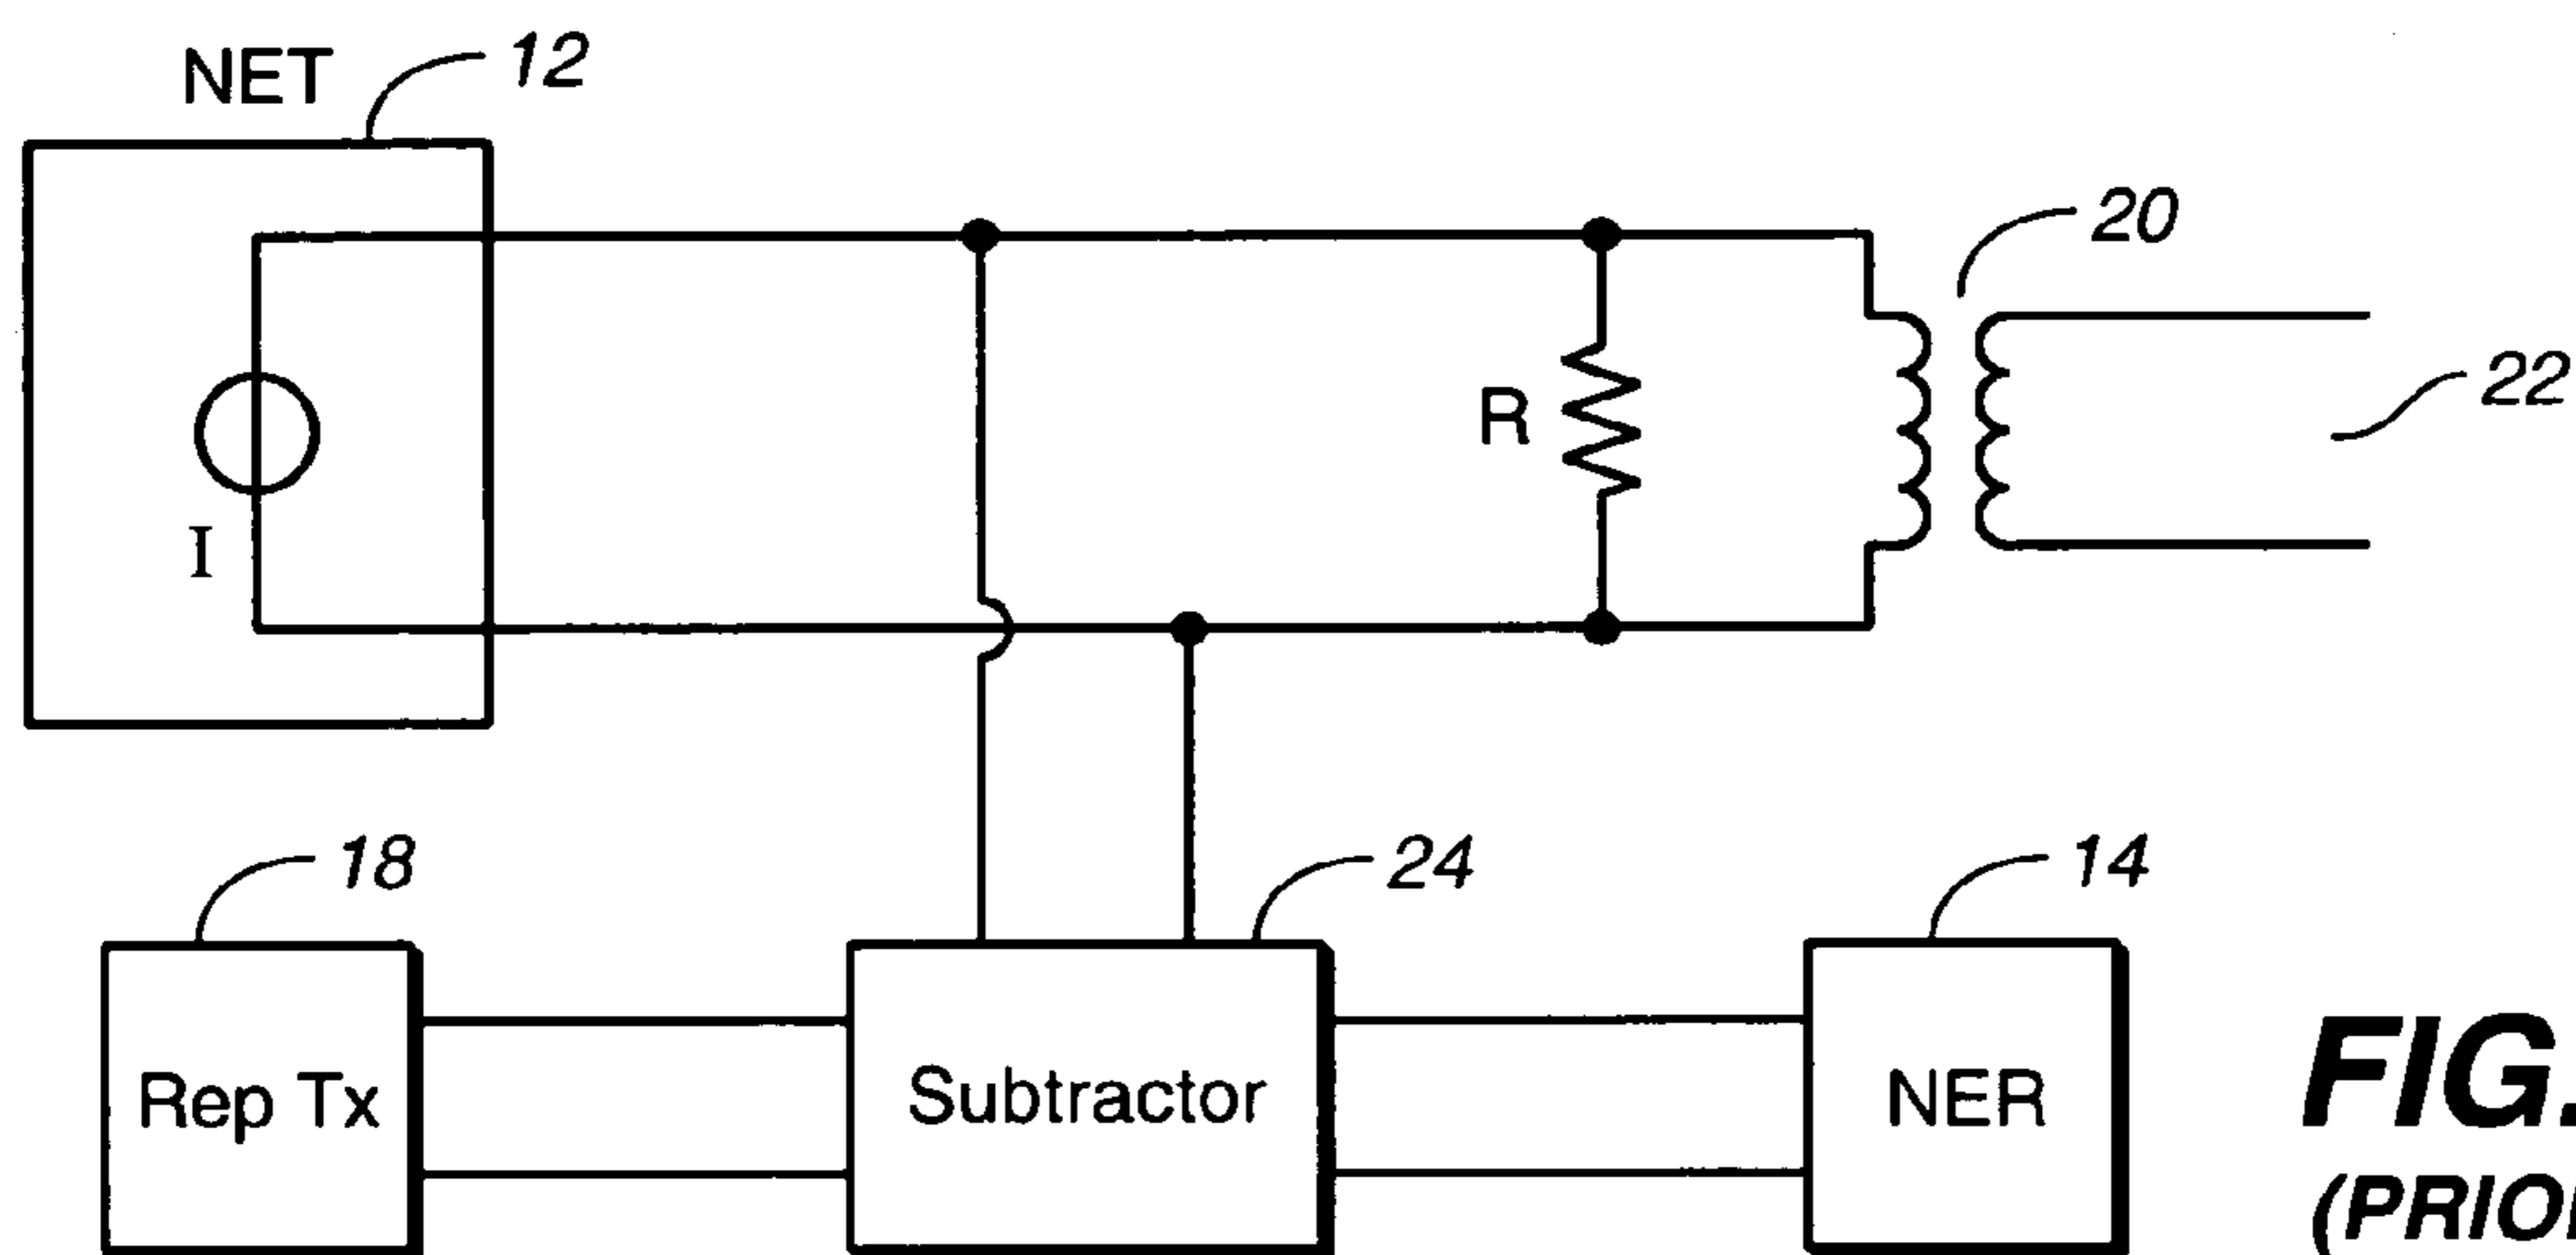 NET 12
20
R
22
I
18
24
14
Rep Tx
Subtractor
NER
FIG.
(PRIO